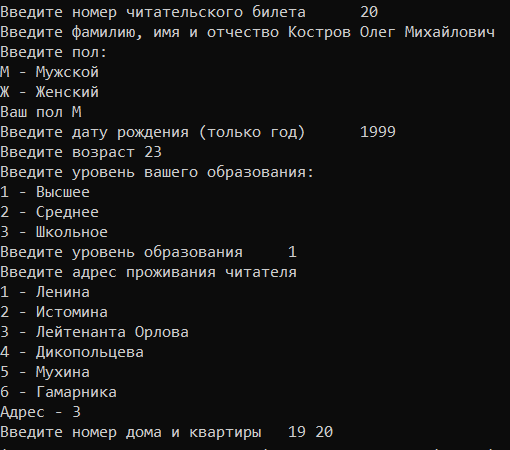 Введите номер читательского билета 20
Введите фамилию, имя и отчество Костров Олег Михайлович
Введите пол:
М - Мужской
Ж - Женский
Ваш пол М
Введите дату рождения (только год) 1999
Введите возраст 23
Введите уровень вашего образования:
1 - Высшее
2 - Среднее
3 - Школьное
Введите уровень образования 1
Введите адрес проживания читателя
1 - Ленина
2 - Истомина
3 - Лейтенанта Орлова
4 - Дикопольцева
5 - Мухина
6 - Гамарника
Адрес - 3
Введите номер дома и квартиры 19 20